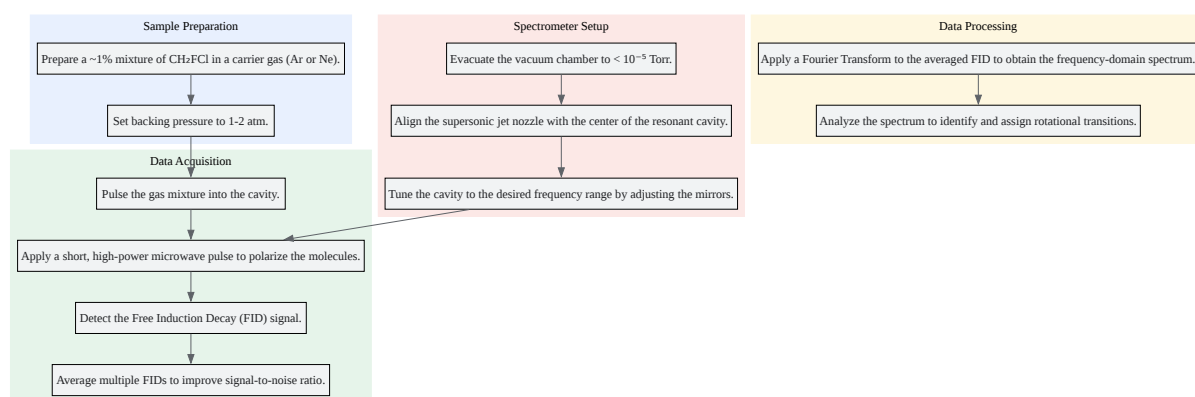 Sample Preparation
Prepare a ~1% mixture of CH₂FCl in a carrier gas (Ar or Ne).
Set backing pressure to 1-2 atm.
Data Acquisition
Pulse the gas mixture into the cavity.
Apply a short, high-power microwave pulse to polarize the molecules.
Detect the Free Induction Decay (FID) signal.
Average multiple FIDs to improve signal-to-noise ratio.
Spectrometer Setup
Evacuate the vacuum chamber to < 10⁻⁵ Torr.
Align the supersonic jet nozzle with the center of the resonant cavity.
Tune the cavity to the desired frequency range by adjusting the mirrors.
Data Processing
Apply a Fourier Transform to the averaged FID to obtain the frequency-domain spectrum.
Analyze the spectrum to identify and assign rotational transitions.